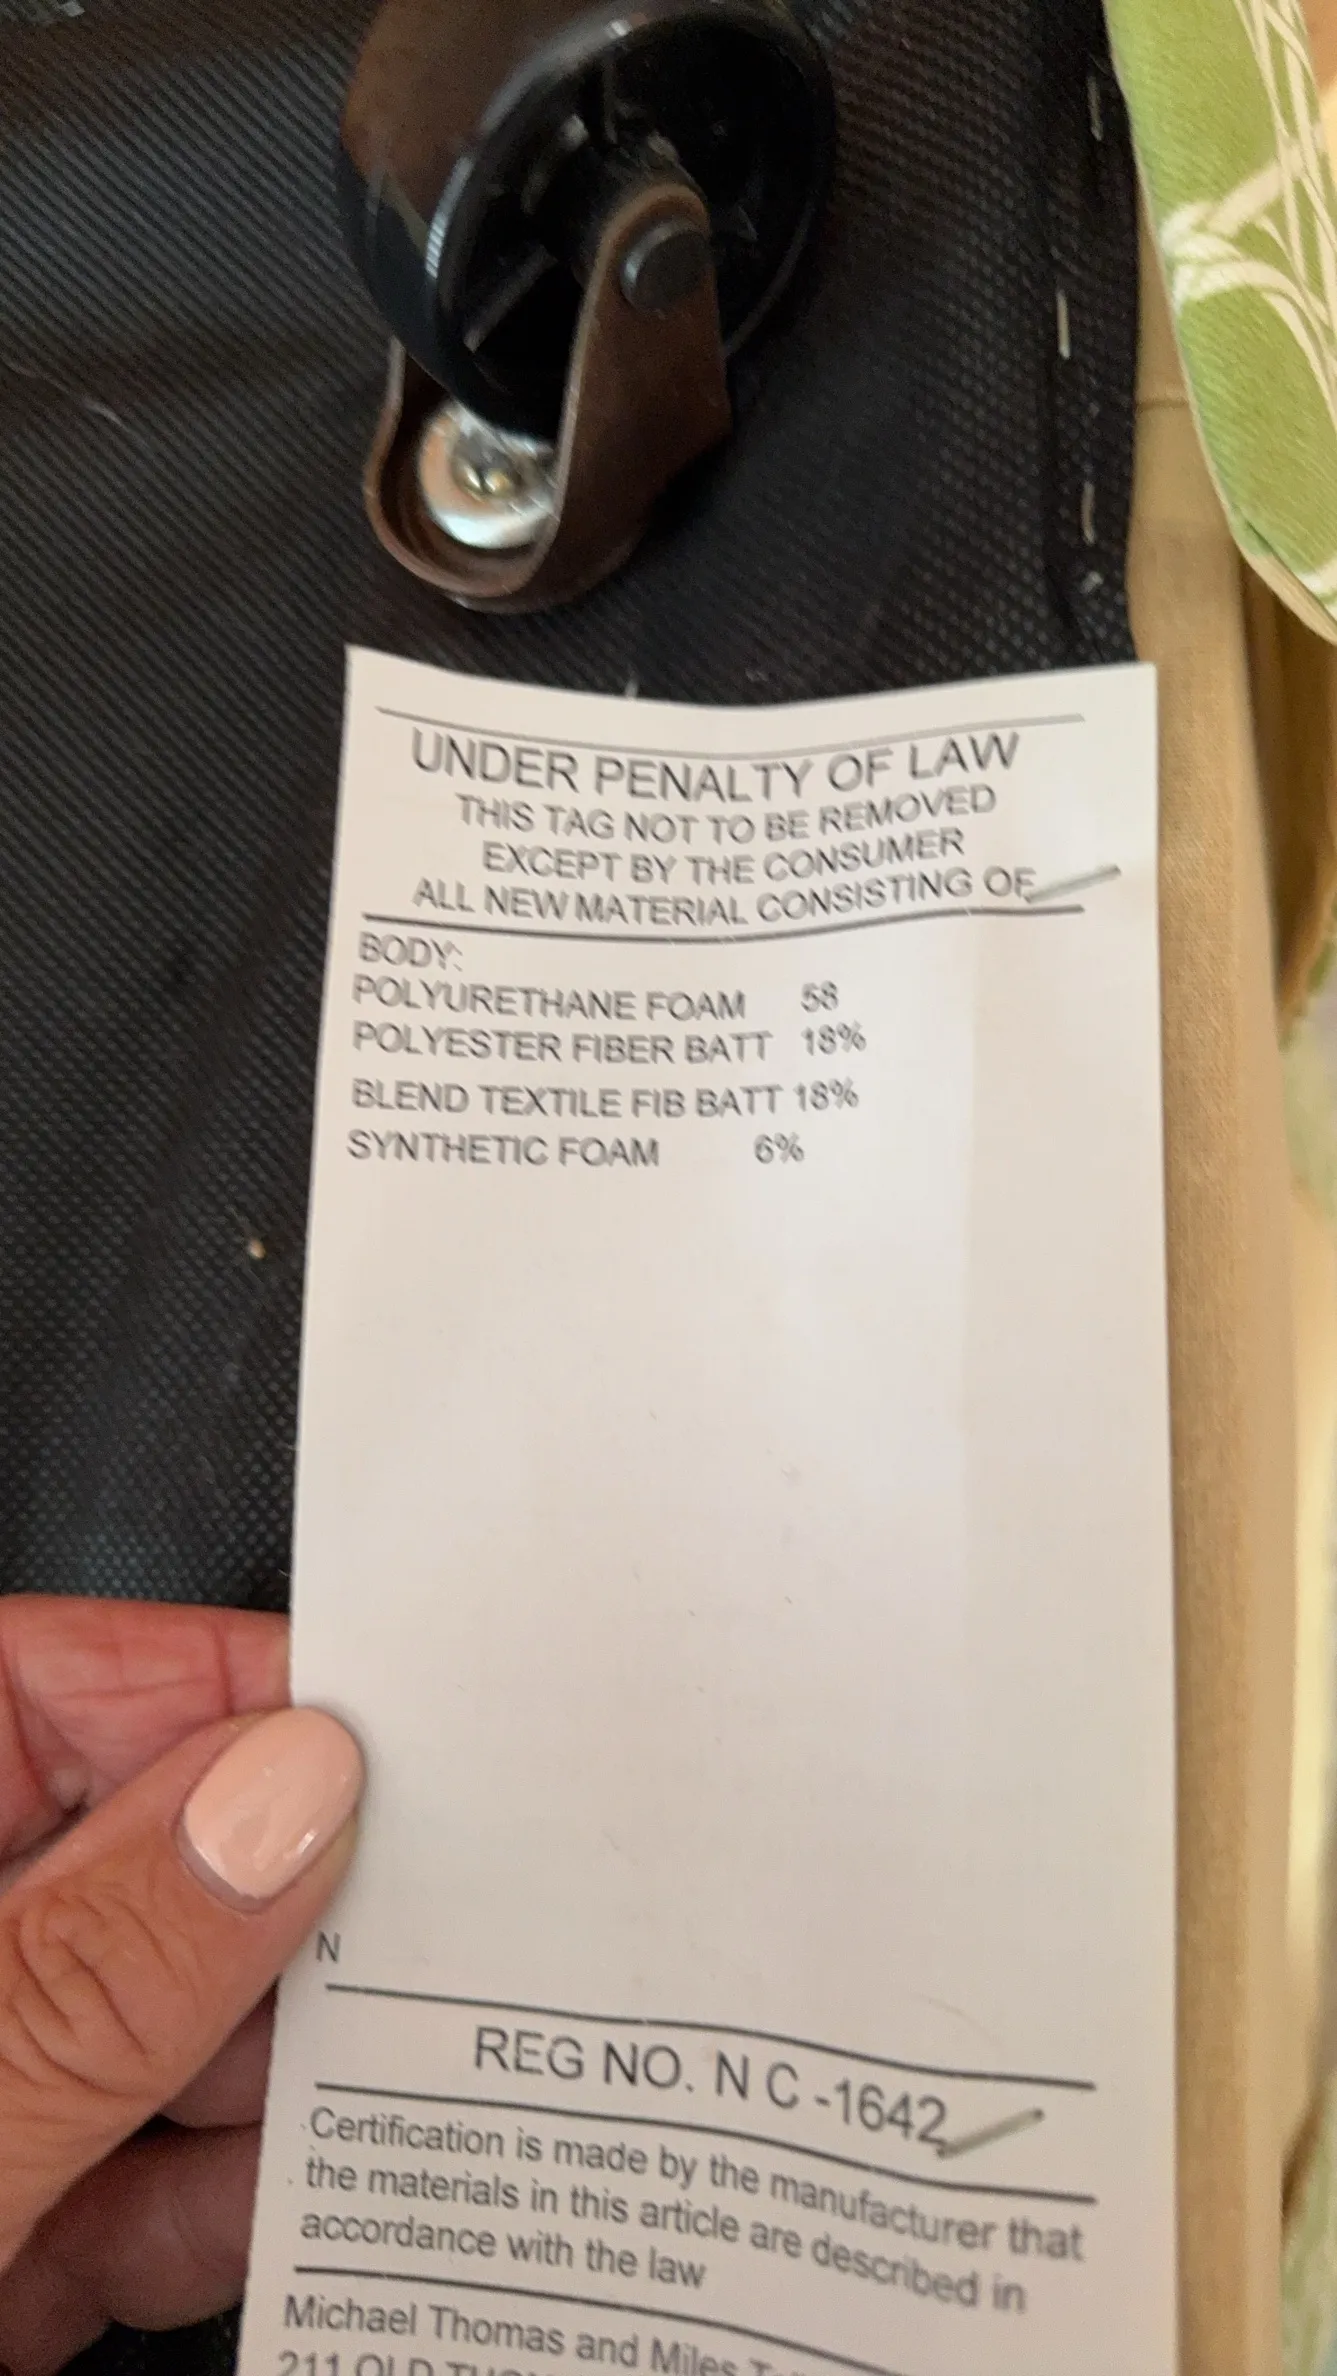 UNDER PENALTY OF LAW
THIS TAG NOT TO BE REMOVED
EXCEPT BY THE CONSUMER
ALL NEW MATERIAL CONSISTING OF
BODY:
POLYURETHANE FOAM 58
POLYESTER FIBER BATT 18%
BLEND TEXTILE FIB BATT 18%
SYNTHETIC FOAM 6%
N
REG NO. N C -1642
Certification is made by the manufacturer that
the materials in this article are described in
accordance with the law
Michael Thomas and Miles
211 OLD